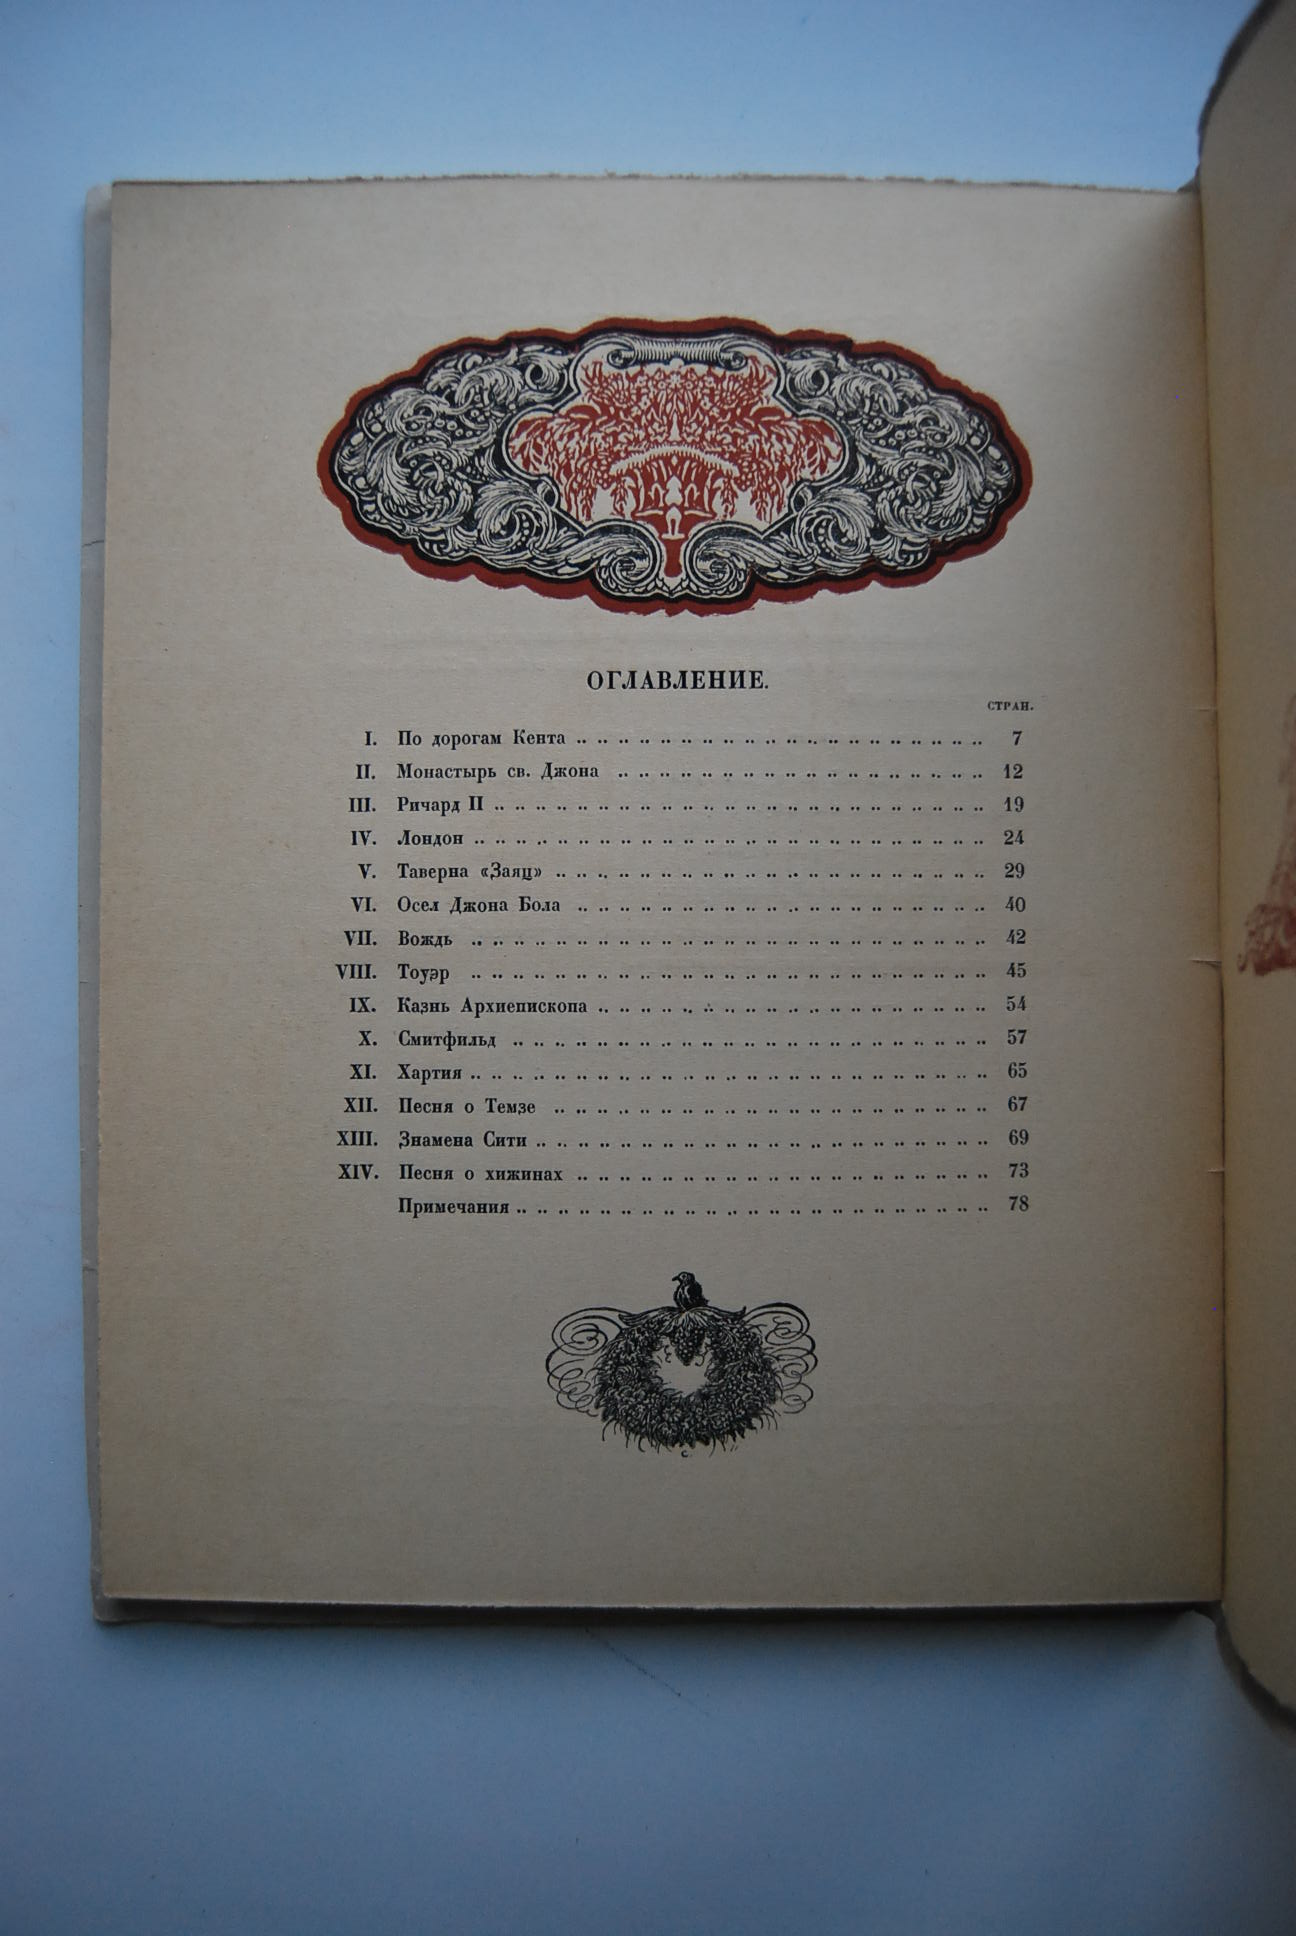 ОГЛАВЛЕНИЕ.
СТРАН.
I. По дорогам Кента 7
II. Монастырь св. Джона 12
III. Ричард II 19
IV. Лондон 24
V. Таверна «Заяц» 29
VI. Осел Джона Бола 40
VII. Вождь 42
VIII. Тоуэр 45
IX. Казнь Архиепископа 54
X. Смитфильд 57
XI. Хартия 65
XII. Песня о Темзе 67
XIII. Знамена Сити 69
XIV. Песня о хижинах 73
Примечания 78
С.